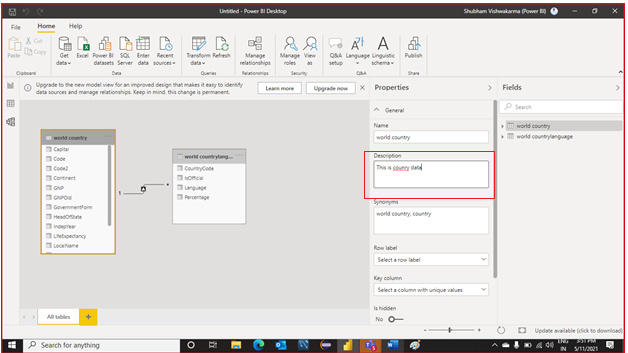 Untitled - Power BI Desktop
Shubham Vishwakarma (Power BI)
File Home Help
Cut
Copy
Paste
Clipboard
Get data
Excel
Power BI datasets
SQL Server
Enter data
Recent sources
Data
Transform data
Refresh
Queries
Manage relationships
Relationships
Manage roles
View as
Security
Q&A setup
Language
Linguistic schema
Q&A
Publish
Share
Upgrade to the new model view for an improved design that makes it easy to identify
data sources and manage relationships. Keep in mind, this change is permanent.
Learn more
Upgrade now
world country
Capital
Code
Code2
Continent
GNP
GNPOld
GovernmentForm
HeadOfState
IndepYear
LifeExpectancy
LocalName
1
*
world countrylang...
CountryCode
IsOfficial
Language
Percentage
All tables
Properties
General
Name
world country
Description
This is counry data
Synonyms
world country, country
Row label
Select a row label
Key column
Select a column with unique values
Is hidden
No
Fields
Search
world country
world countrylanguage
Update available (click to download)
Type here to search
ENG
IN
3:51 PM
5/11/2021